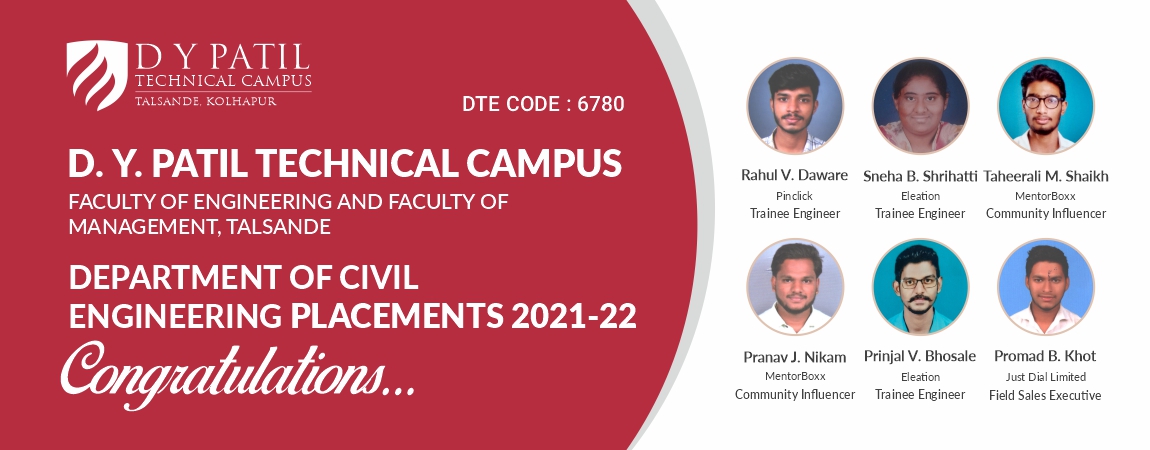 D Y PATIL
TECHNICAL CAMPUS
TALSANDE, KOLHAPUR
DTE CODE : 6780
D. Y. PATIL TECHNICAL CAMPUS
FACULTY OF ENGINEERING AND FACULTY OF
MANAGEMENT, TALSANDE
DEPARTMENT OF CIVIL
ENGINEERING PLACEMENTS 2021-22
Congratulations...
Rahul V. Daware
Pinclick
Trainee Engineer
Sneha B. Shrihatti
Eleation
Trainee Engineer
Taheerali M. Shaikh
MentorBoxx
Community Influencer
Pranav J. Nikam
MentorBoxx
Community Influencer
Prinjal V. Bhosale
Eleation
Trainee Engineer
Promad B. Khot
Just Dial Limited
Field Sales Executive